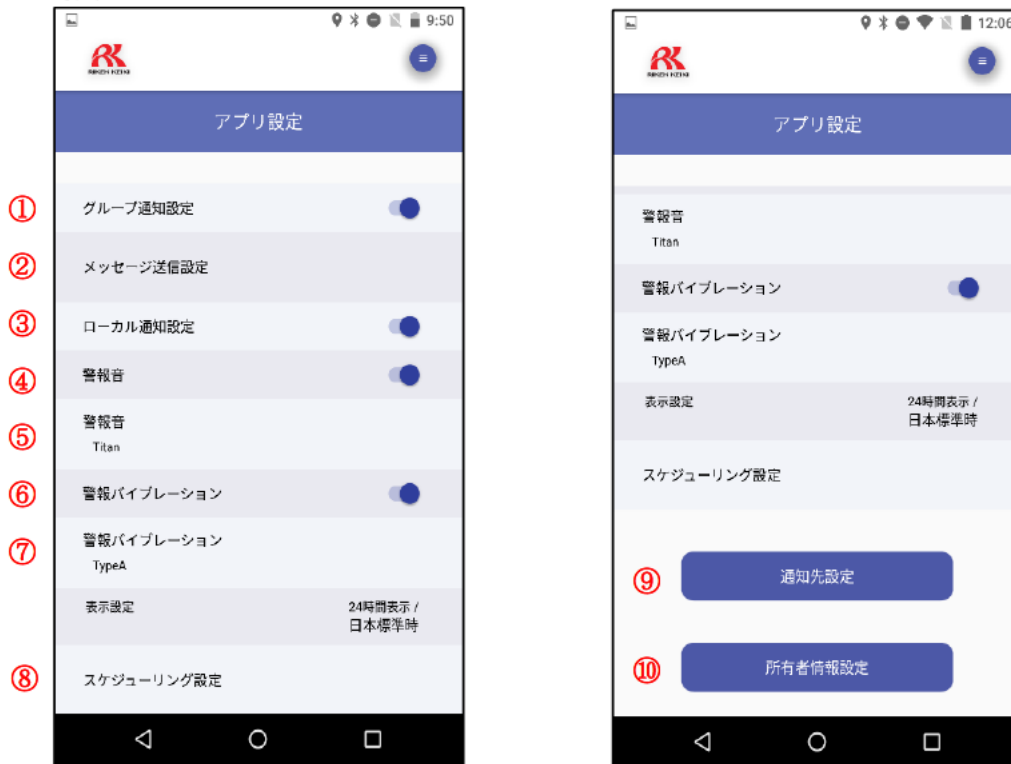 9:50
RIKEN KEIKI
≡
アプリ設定
① グループ通知設定
② メッセージ送信設定
③ ローカル通知設定
④ 警報音
⑤ 警報音
Titan
⑥ 警報バイブレーション
⑦ 警報バイブレーション
TypeA
表示設定 24時間表示 /
日本標準時
⑧ スケジューリング設定
12:06
RIKEN KEIKI
≡
アプリ設定
警報音
Titan
警報バイブレーション
警報バイブレーション
TypeA
表示設定 24時間表示 /
日本標準時
スケジューリング設定
⑨ 通知先設定
⑩ 所有者情報設定